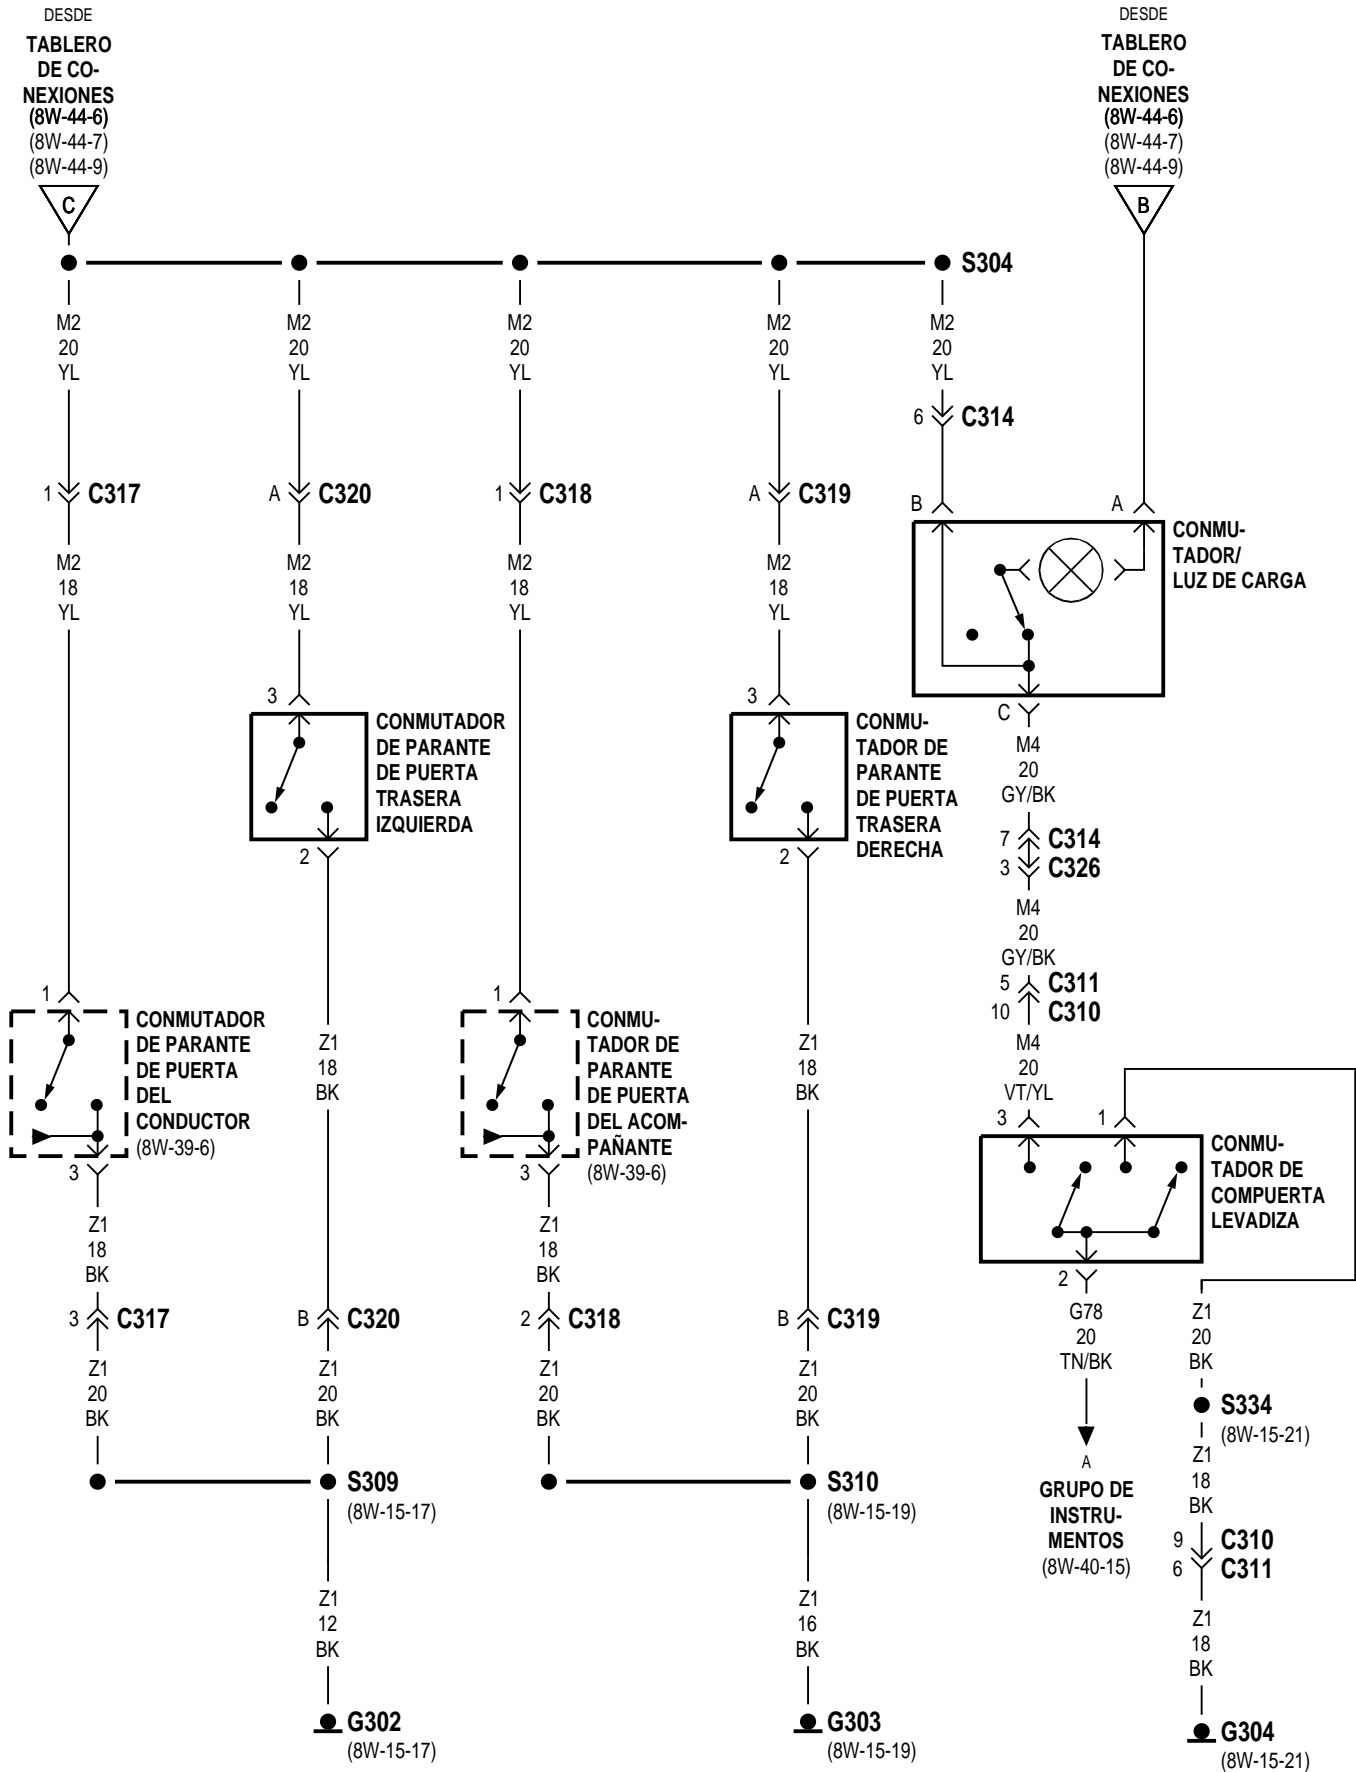 DESDE
TABLERO
DE CO-
NEXIONES
(8W-44-6)
(8W-44-7)
(8W-44-9)
C
DESDE
TABLERO
DE CO-
NEXIONES
(8W-44-6)
(8W-44-7)
(8W-44-9)
B
S304
M2
20
YL
M2
20
YL
M2
20
YL
M2
20
YL
M2
20
YL
6 C314
1 C317
A C320
1 C318
A C319
B
A
CONMU-
TADOR/
LUZ DE CARGA
M2
18
YL
M2
18
YL
M2
18
YL
M2
18
YL
3
CONMUTADOR
DE PARANTE
DE PUERTA
TRASERA
IZQUIERDA
2
3
CONMU-
TADOR DE
PARANTE
DE PUERTA
TRASERA
DERECHA
2
C
M4
20
GY/BK
7 C314
3 C326
M4
20
GY/BK
5 C311
10 C310
M4
20
VT/YL
1
CONMUTADOR
DE PARANTE
DE PUERTA
DEL
CONDUCTOR
(8W-39-6)
3
Z1
18
BK
1
CONMU-
TADOR DE
PARANTE
DE PUERTA
DEL ACOM-
PAÑANTE
(8W-39-6)
3
Z1
18
BK
3
1
CONMU-
TADOR DE
COMPUERTA
LEVADIZA
2
Z1
18
BK
Z1
18
BK
G78
20
TN/BK
Z1
20
BK
3 C317
B C320
2 C318
B C319
Z1
20
BK
Z1
20
BK
Z1
20
BK
Z1
20
BK
S334
(8W-15-21)
S309
(8W-15-17)
S310
(8W-15-19)
A
GRUPO DE
INSTRU-
MENTOS
(8W-40-15)
Z1
18
BK
9 C310
6 C311
Z1
12
BK
Z1
16
BK
Z1
18
BK
G302
(8W-15-17)
G303
(8W-15-19)
G304
(8W-15-21)